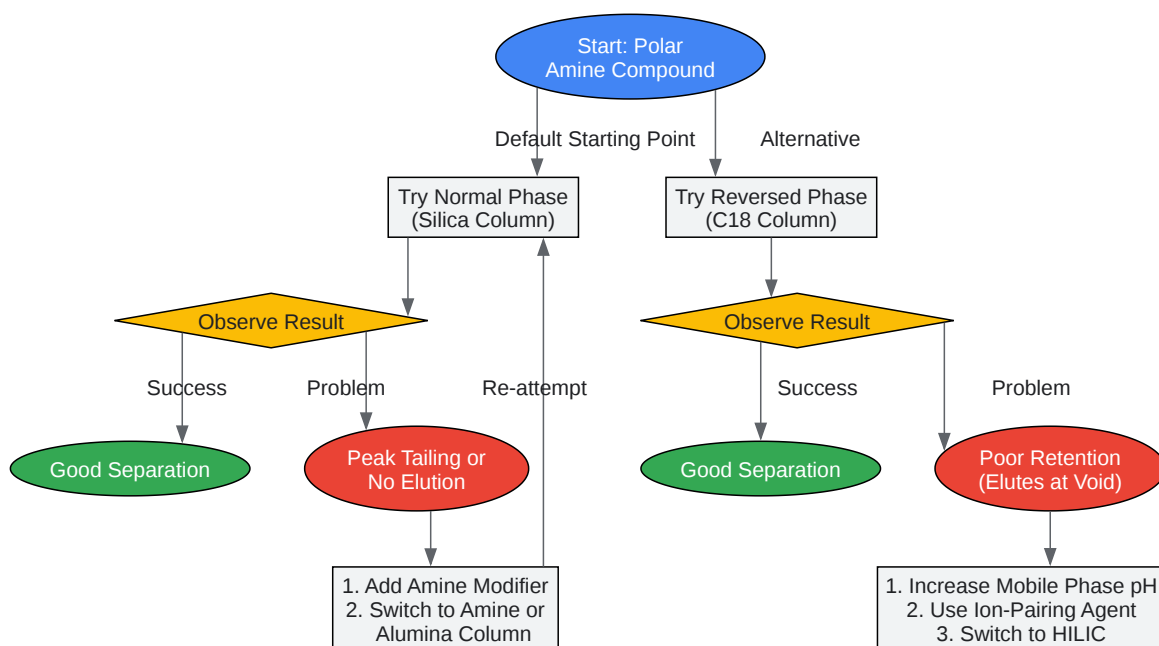 Start: Polar
Amine Compound
Default Starting Point
Alternative
Try Normal Phase
(Silica Column)
Try Reversed Phase
(C18 Column)
Observe Result
Observe Result
Success
Problem
Re-attempt
Success
Problem
Good Separation
Peak Tailing or
No Elution
Good Separation
Poor Retention
(Elutes at Void)
1. Add Amine Modifier
2. Switch to Amine or
Alumina Column
1. Increase Mobile Phase pH
2. Use Ion-Pairing Agent
3. Switch to HILIC